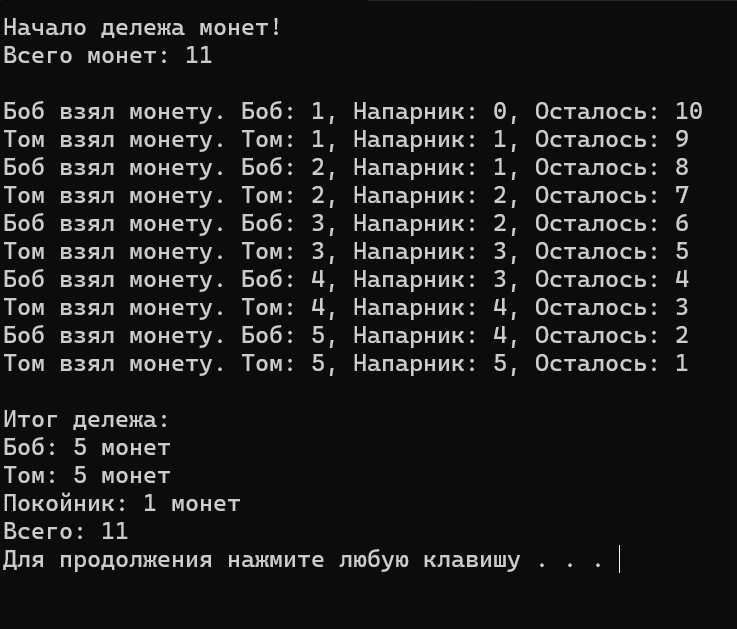 Начало дележа монет!
Всего монет: 11
Боб взял монету. Боб: 1, Напарник: 0, Осталось: 10
Том взял монету. Том: 1, Напарник: 1, Осталось: 9
Боб взял монету. Боб: 2, Напарник: 1, Осталось: 8
Том взял монету. Том: 2, Напарник: 2, Осталось: 7
Боб взял монету. Боб: 3, Напарник: 2, Осталось: 6
Том взял монету. Том: 3, Напарник: 3, Осталось: 5
Боб взял монету. Боб: 4, Напарник: 3, Осталось: 4
Том взял монету. Том: 4, Напарник: 4, Осталось: 3
Боб взял монету. Боб: 5, Напарник: 4, Осталось: 2
Том взял монету. Том: 5, Напарник: 5, Осталось: 1
Итог дележа:
Боб: 5 монет
Том: 5 монет
Покойник: 1 монет
Всего: 11
Для продолжения нажмите любую клавишу . . .